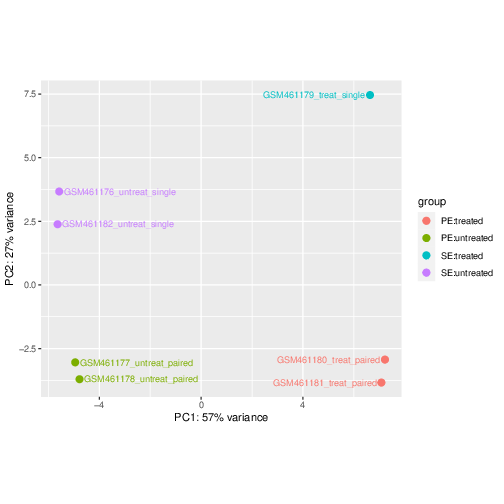 7.5
5.0
2.5
0.0
−2.5
PC2: 27% variance
GSM461179_treat_single
GSM461176_untreat_single
GSM461182_untreat_single
GSM461177_untreat_paired
GSM461178_untreat_paired
GSM461180_treat_paired
GSM461181_treat_paired
−4
0
4
PC1: 57% variance
group
PE:treated
PE:untreated
SE:treated
SE:untreated